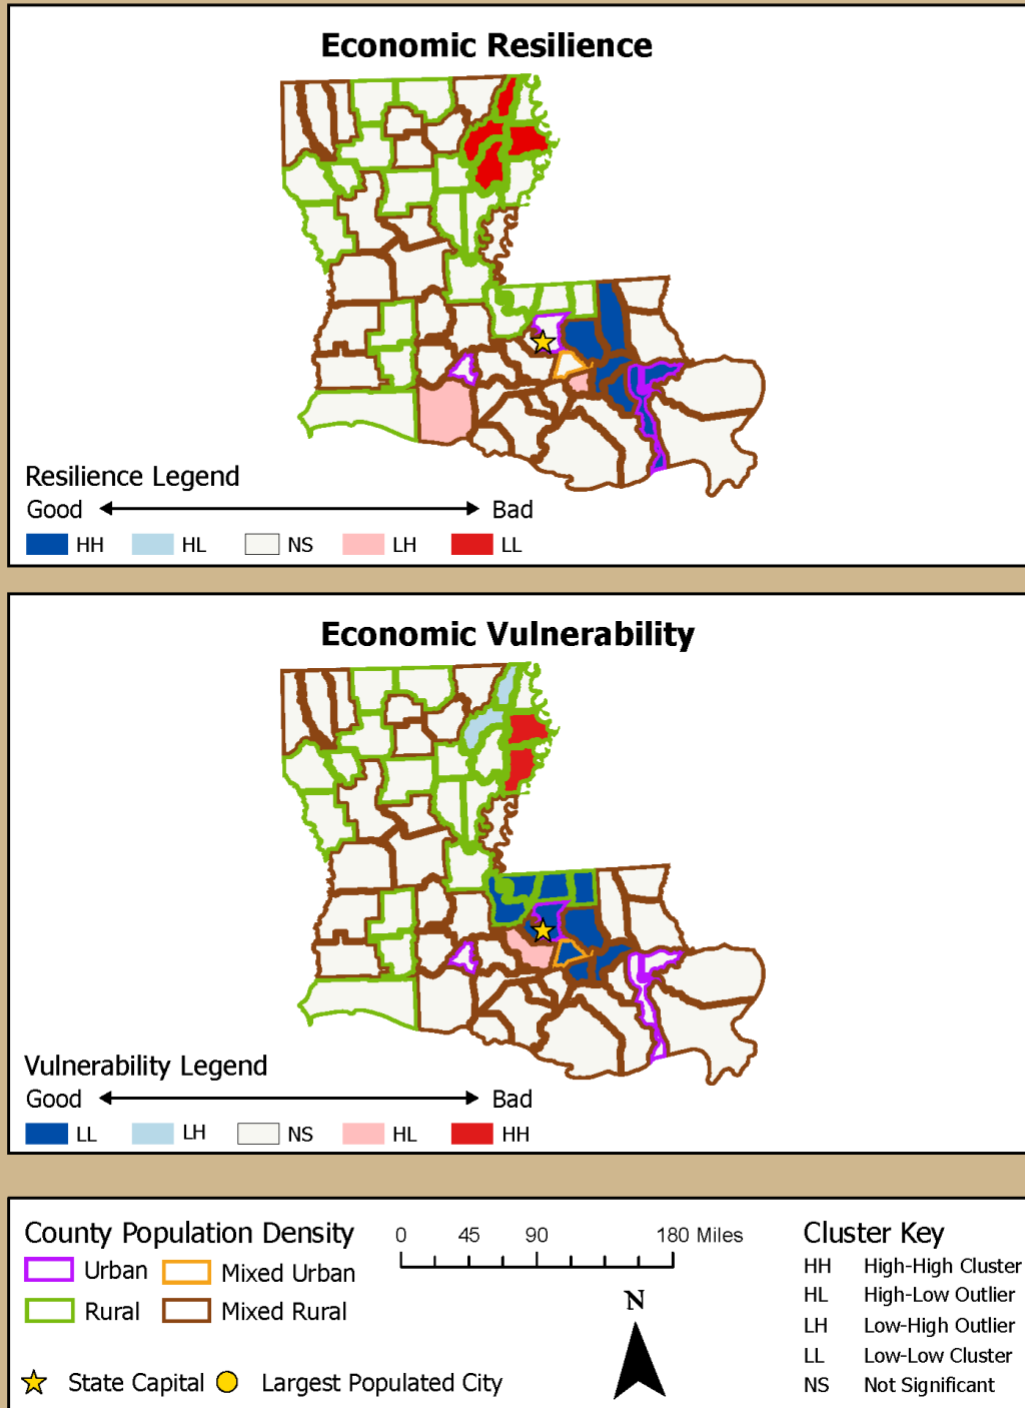 Economic Resilience
Resilience Legend
Good Bad
HH HL NS LH LL
Economic Vulnerability
Vulnerability Legend
Good Bad
LL LH NS HL HH
County Population Density
Urban Mixed Urban
Rural Mixed Rural
State Capital Largest Populated City
0 45 90 180 Miles
N
Cluster Key
HH High-High Cluster
HL High-Low Outlier
LH Low-High Outlier
LL Low-Low Cluster
NS Not Significant